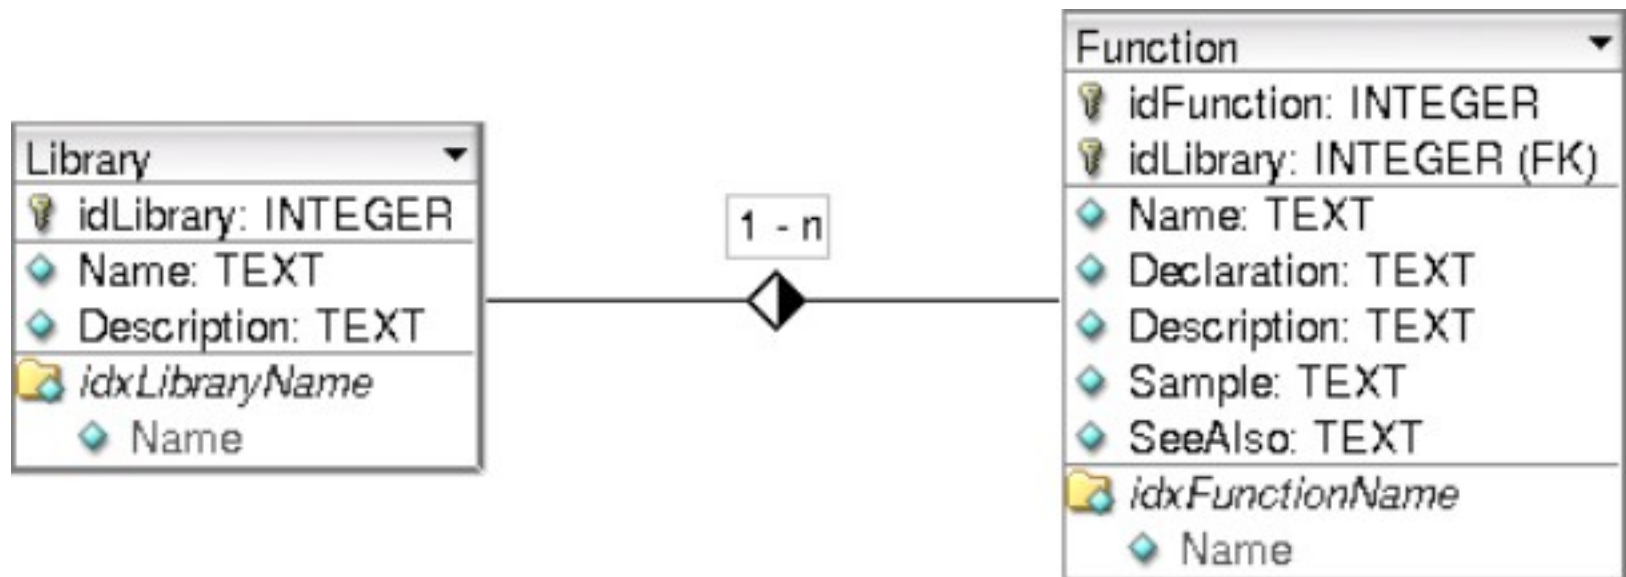 Library
idLibrary: INTEGER
Name: TEXT
Description: TEXT
idxLibraryName
Name
1 - n
Function
idFunction: INTEGER
idLibrary: INTEGER (FK)
Name: TEXT
Declaration: TEXT
Description: TEXT
Sample: TEXT
SeeAlso: TEXT
idxFunctionName
Name